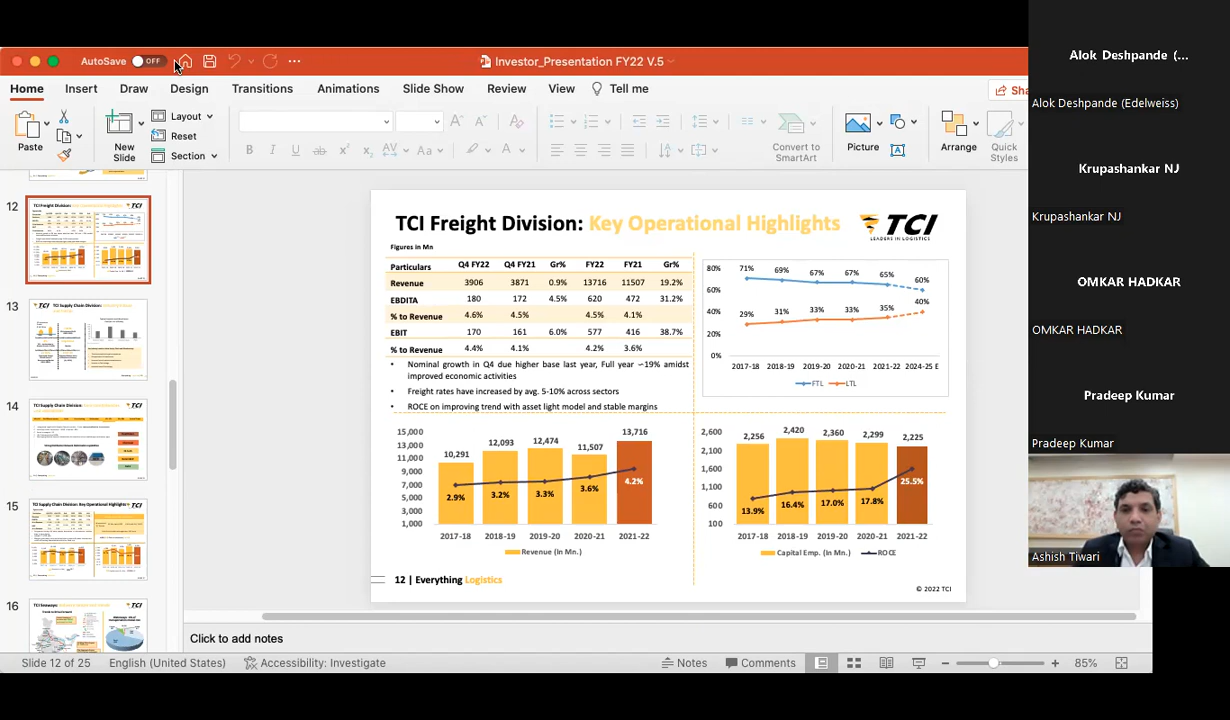 AutoSave OFF
Investor_Presentation FY22 V.5
Home Insert Draw Design Transitions Animations Slide Show Review View Tell me
Paste
New Slide
Layout
Reset
Section
Convert to SmartArt
Picture
Arrange
Quick Styles
12
13
14
15
16
TCI Freight Division: Key Operational Highlights
TCI
LEADERS IN LOGISTICS
Figures in Mn
Particulars Q4 FY22 Q4 FY21 Gr% FY22 FY21 Gr%
Revenue 3906 3871 0.9% 13716 11507 19.2%
EBDITA 180 172 4.5% 620 472 31.2%
% to Revenue 4.6% 4.5% 4.5% 4.1%
EBIT 170 161 6.0% 577 416 38.7%
% to Revenue 4.4% 4.1% 4.2% 3.6%
• Nominal growth in Q4 due higher base last year, Full year ~19% amidst
improved economic activities
• Freight rates have increased by avg. 5-10% across sectors
• ROCE on improving trend with asset light model and stable margins
80%
60%
40%
20%
0%
71% 69% 67% 67% 65% 60%
29% 31% 33% 33% 35% 40%
2017-18 2018-19 2019-20 2020-21 2021-22 2024-25 E
FTL LTL
15,000
13,000
11,000
9,000
7,000
5,000
3,000
1,000
10,291 12,093 12,474 11,507 13,716
2.9% 3.2% 3.3% 3.6% 4.2%
2017-18 2018-19 2019-20 2020-21 2021-22
Revenue (In Mn.)
2,600
2,100
1,600
1,100
600
100
2,256 2,420 2,360 2,299 2,225
13.9% 16.4% 17.0% 17.8% 25.5%
2017-18 2018-19 2019-20 2020-21 2021-22
Capital Emp. (In Mn.) ROCE
12 | Everything Logistics
© 2022 TCI
Click to add notes
Slide 12 of 25 English (United States) Accessibility: Investigate Notes Comments 85%
Alok Deshpande (...
Alok Deshpande (Edelweiss)
Krupashankar NJ
Krupashankar NJ
OMKAR HADKAR
OMKAR HADKAR
Pradeep Kumar
Pradeep Kumar
Ashish Tiwari